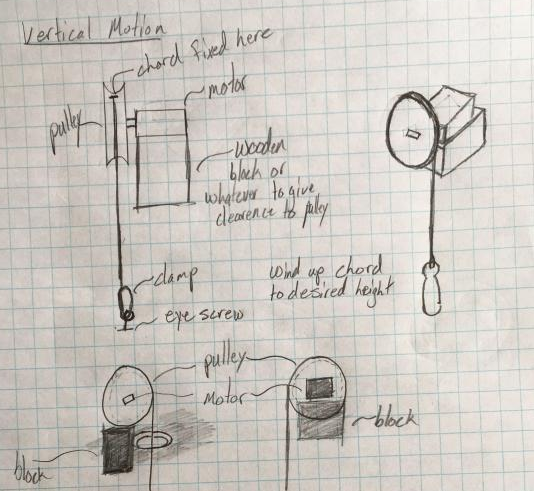 Vertical Motion
chord fixed here
motor
pulley
wooden
block or
whatever to give
clearence to pulley
clamp
eye screw
wind up chord
to desired height
pulley
Motor
block
block